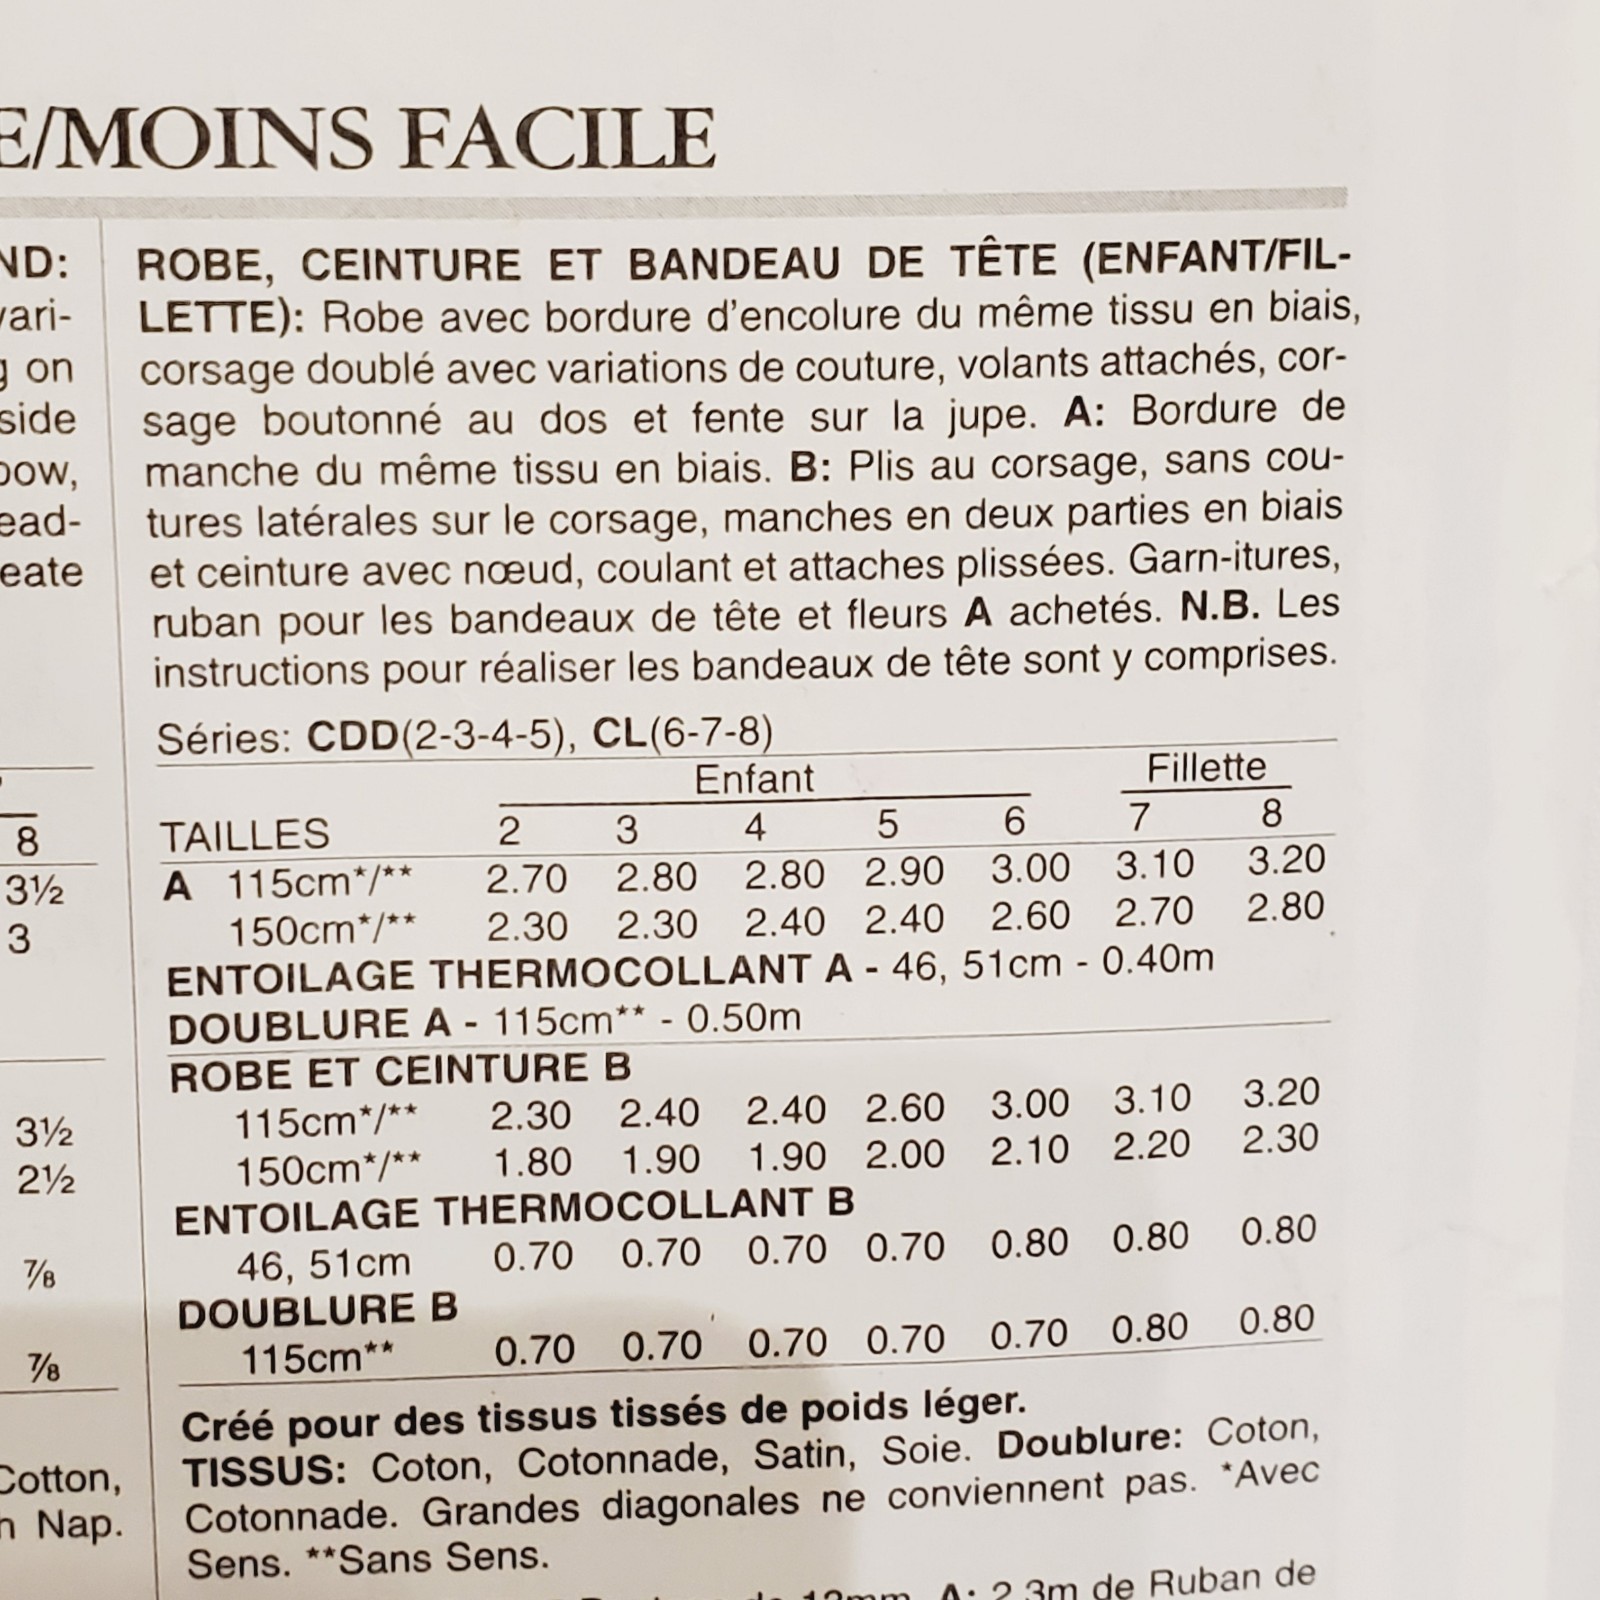 E/MOINS FACILE
ND:
vari-
g on
side
bow,
ead-
eate
8
3½
3
3½
2½
⅞
⅞
Cotton,
h Nap.
ROBE, CEINTURE ET BANDEAU DE TÊTE (ENFANT/FIL-
LETTE): Robe avec bordure d'encolure du même tissu en biais,
corsage doublé avec variations de couture, volants attachés, cor-
sage boutonné au dos et fente sur la jupe. A: Bordure de
manche du même tissu en biais. B: Plis au corsage, sans cou-
tures latérales sur le corsage, manches en deux parties en biais
et ceinture avec nœud, coulant et attaches plissées. Garn-itures,
ruban pour les bandeaux de tête et fleurs A achetés. N.B. Les
instructions pour réaliser les bandeaux de tête sont y comprises.
Séries: CDD(2-3-4-5), CL(6-7-8)
Enfant Fillette
TAILLES 2 3 4 5 6 7 8
A 115cm*/** 2.70 2.80 2.80 2.90 3.00 3.10 3.20
150cm*/** 2.30 2.30 2.40 2.40 2.60 2.70 2.80
ENTOILAGE THERMOCOLLANT A - 46, 51cm - 0.40m
DOUBLURE A - 115cm** - 0.50m
ROBE ET CEINTURE B
115cm*/** 2.30 2.40 2.40 2.60 3.00 3.10 3.20
150cm*/** 1.80 1.90 1.90 2.00 2.10 2.20 2.30
ENTOILAGE THERMOCOLLANT B
46, 51cm 0.70 0.70 0.70 0.70 0.80 0.80 0.80
DOUBLURE B
115cm** 0.70 0.70 0.70 0.70 0.70 0.80 0.80
Créé pour des tissus tissés de poids léger.
TISSUS: Coton, Cotonnade, Satin, Soie. Doublure: Coton,
Cotonnade. Grandes diagonales ne conviennent pas. *Avec
Sens. **Sans Sens.
de 12mm. A: 2.3m de Ruban de